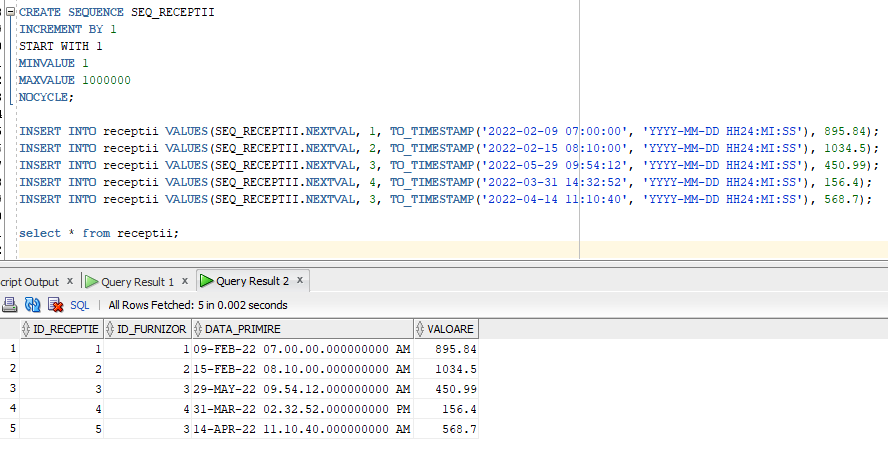 CREATE SEQUENCE SEQ_RECEPTII
INCREMENT BY 1
START WITH 1
MINVALUE 1
MAXVALUE 1000000
NOCYCLE;
INSERT INTO receptii VALUES(SEQ_RECEPTII.NEXTVAL, 1, TO_TIMESTAMP('2022-02-09 07:00:00', 'YYYY-MM-DD HH24:MI:SS'), 895.84);
INSERT INTO receptii VALUES(SEQ_RECEPTII.NEXTVAL, 2, TO_TIMESTAMP('2022-02-15 08:10:00', 'YYYY-MM-DD HH24:MI:SS'), 1034.5);
INSERT INTO receptii VALUES(SEQ_RECEPTII.NEXTVAL, 3, TO_TIMESTAMP('2022-05-29 09:54:12', 'YYYY-MM-DD HH24:MI:SS'), 450.99);
INSERT INTO receptii VALUES(SEQ_RECEPTII.NEXTVAL, 4, TO_TIMESTAMP('2022-03-31 14:32:52', 'YYYY-MM-DD HH24:MI:SS'), 156.4);
INSERT INTO receptii VALUES(SEQ_RECEPTII.NEXTVAL, 3, TO_TIMESTAMP('2022-04-14 11:10:40', 'YYYY-MM-DD HH24:MI:SS'), 568.7);
select * from receptii;
cript Output x Query Result 1 x Query Result 2 x
SQL | All Rows Fetched: 5 in 0.002 seconds
ID_RECEPTIE ID_FURNIZOR DATA_PRIMIRE VALOARE
1 1 1 09-FEB-22 07.00.00.000000000 AM 895.84
2 2 2 15-FEB-22 08.10.00.000000000 AM 1034.5
3 3 3 29-MAY-22 09.54.12.000000000 AM 450.99
4 4 4 31-MAR-22 02.32.52.000000000 PM 156.4
5 5 3 14-APR-22 11.10.40.000000000 AM 568.7